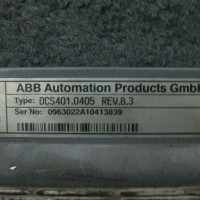 ABB Automation Products GmbH
Type: DCS401.0405 REV.B.3
Ser No: 0963022A10413839